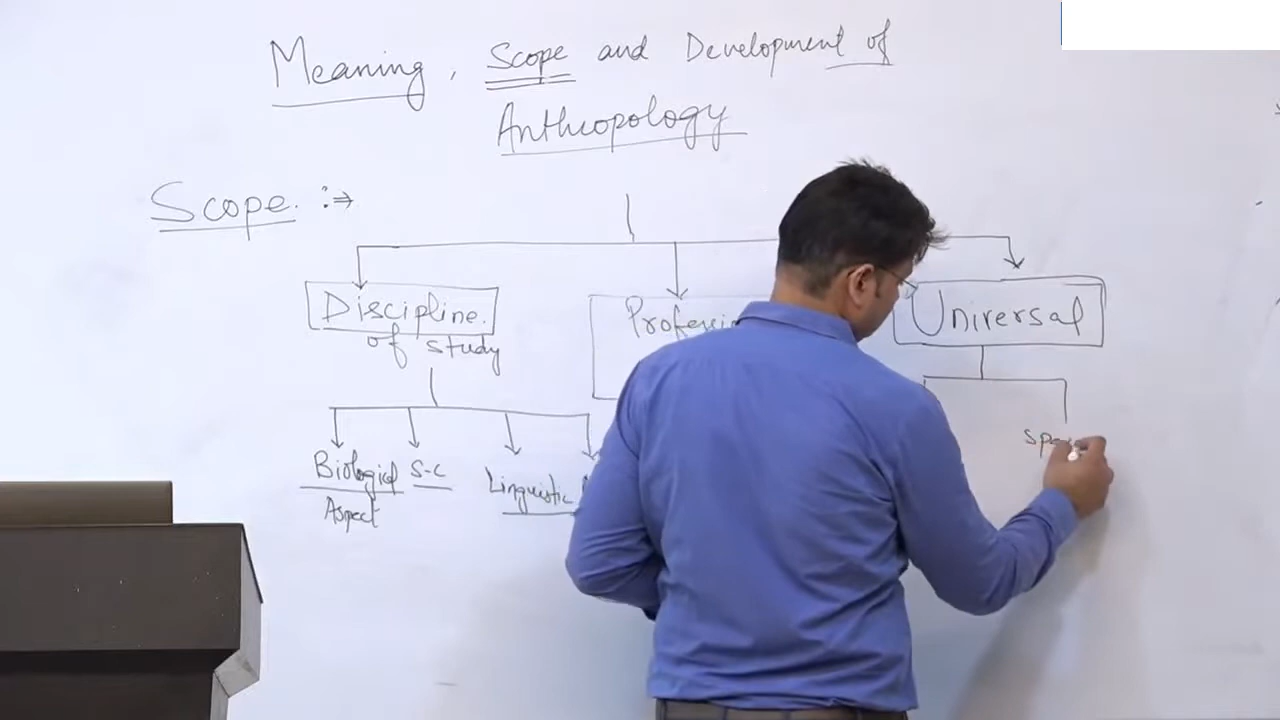 Meaning, Scope and Development of
Anthropology
Scope :⇒
Discipline
of study
Universal
Biological
Aspect
S-C
Linguistic